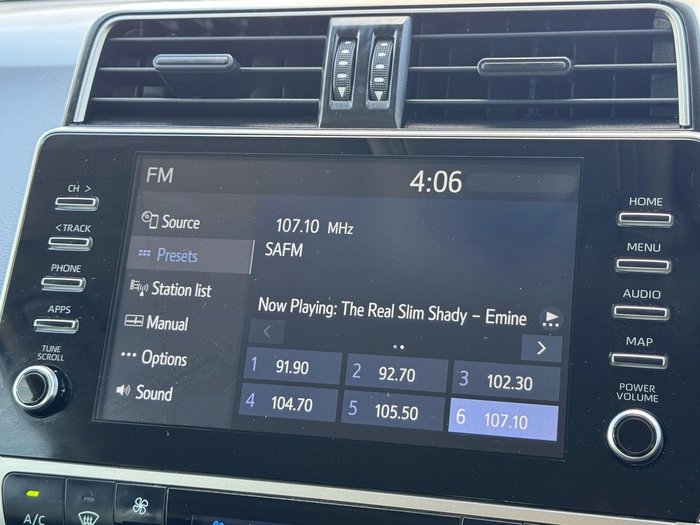 FM
4:06
CH >
< TRACK
PHONE
APPS
TUNE
SCROLL
Source
Presets
Station list
Manual
Options
Sound
107.10 MHz
SAFM
Now Playing: The Real Slim Shady - Emine
1 91.90
2 92.70
3 102.30
4 104.70
5 105.50
6 107.10
HOME
MENU
AUDIO
MAP
POWER
VOLUME
A/C